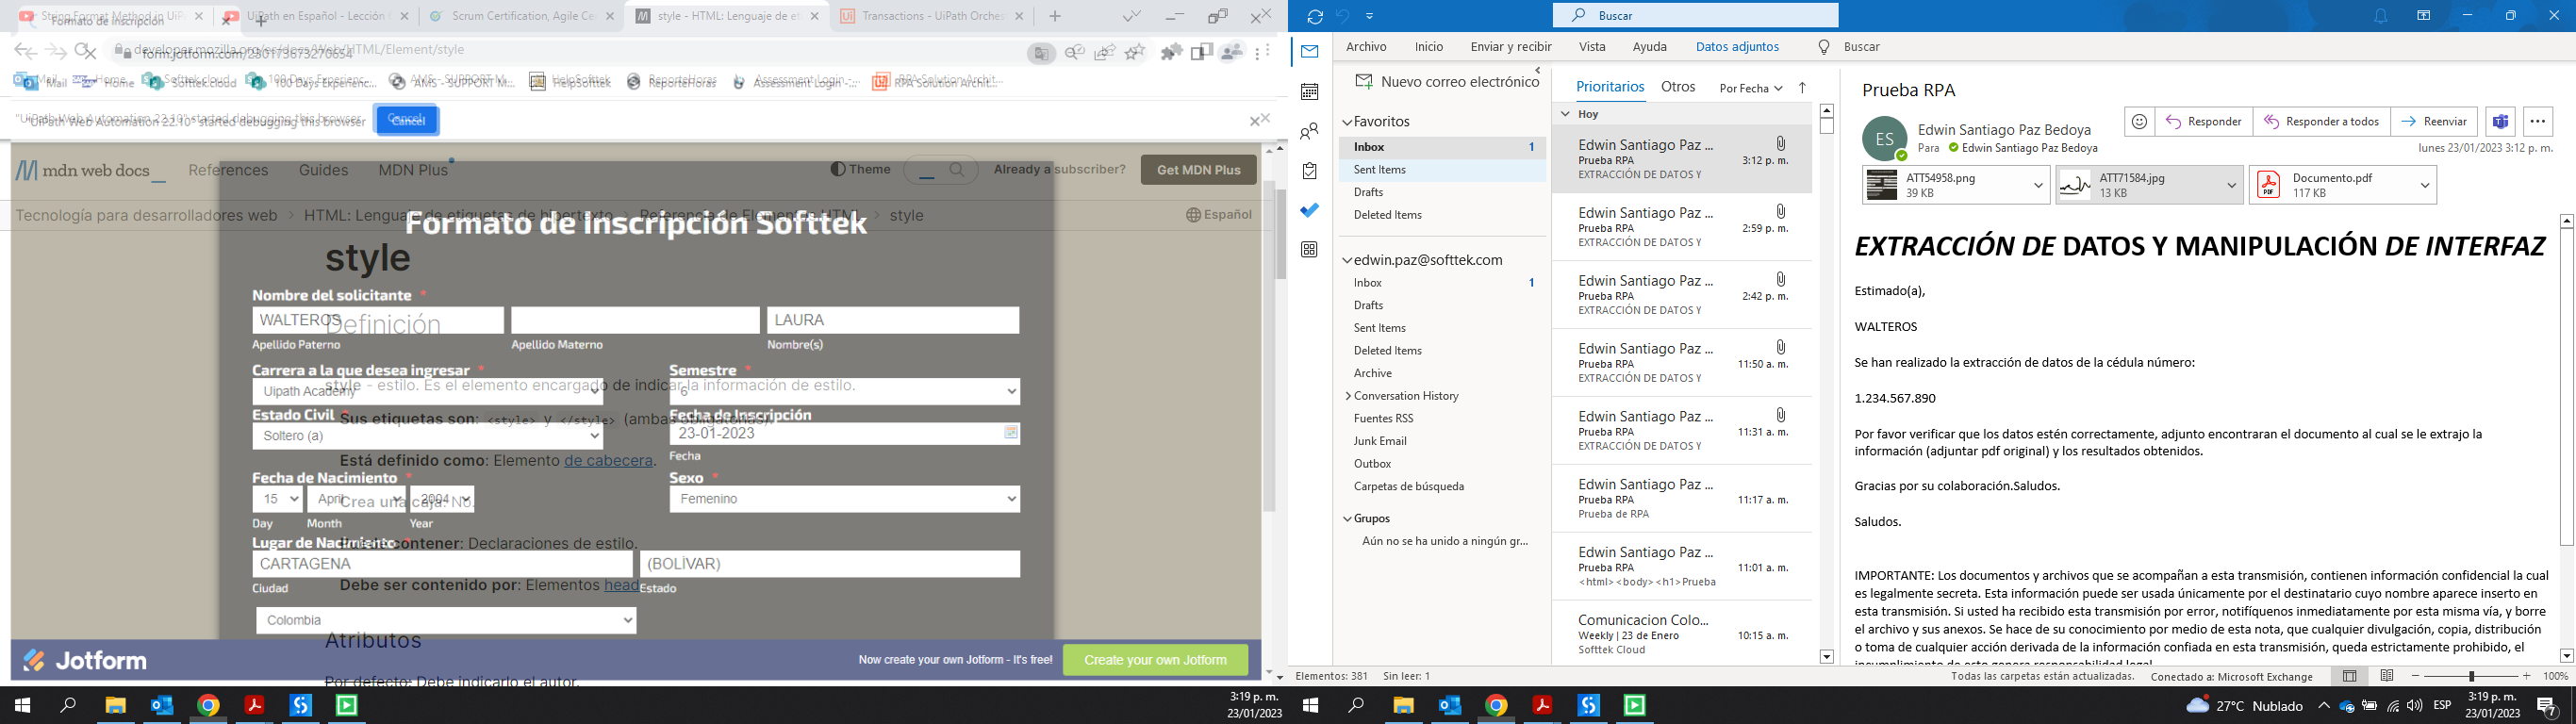 String Format Method in UiP
UiPath en Español - Lección
Scrum Certification, Agile Ce
style - HTML: Lenguaje de et
Transactions - UiPath Orches
Formato de Inscripción
developer.mozilla.org/es/docs/Web/HTML/Element/style
form.jotform.com/230173673270654
Mail
Home
Softtek.cloud
100 Days Experienc...
AMS - SUPPORT M...
HelpSofttek
ReporteHoras
Assessment Login -...
RPA Solution Archit...
"UiPath Web Automation 22.10" started debugging this browser
Cancel
mdn web docs
References
Guides
MDN Plus
Theme
Already a subscriber?
Get MDN Plus
Tecnología para desarrolladores web
HTML: Lenguaje de etiquetas de hipertexto
Referencia de Elementos HTML
style
Español
Formato de Inscripción Softtek
style
Nombre del solicitante *
WALTEROS
LAURA
Definición
Apellido Paterno
Apellido Materno
Nombre(s)
Carrera a la que desea ingresar *
Semestre *
style - estilo. Es el elemento encargado de indicar la información de estilo.
Uipath Academy
6
Estado Civil *
Fecha de Inscripción
Sus etiquetas son: <style> y </style> (ambas obligatorias).
Soltero (a)
23-01-2023
Fecha
Está definido como: Elemento de cabecera.
Fecha de Nacimiento *
Sexo *
15
April
2004
Femenino
Crea una caja: No.
Day
Month
Year
Lugar de Nacimiento *
Puede contener: Declaraciones de estilo.
CARTAGENA
(BOLÍVAR)
Ciudad
Estado
Debe ser contenido por: Elementos head
Colombia
Atributos
Jotform
Now create your own Jotform - It's free!
Create your own Jotform
Por defecto: Debe indicarlo el autor.
3:19 p. m.
23/01/2023
Buscar
Archivo
Inicio
Enviar y recibir
Vista
Ayuda
Datos adjuntos
Buscar
Nuevo correo electrónico
Favoritos
Inbox 1
Sent Items
Drafts
Deleted Items
edwin.paz@softtek.com
Inbox 1
Drafts
Sent Items
Deleted Items
Archive
Conversation History
Fuentes RSS
Junk Email
Outbox
Carpetas de búsqueda
Grupos
Aún no se ha unido a ningún gr...
Prioritarios
Otros
Por Fecha
Hoy
Edwin Santiago Paz ...
Prueba RPA 3:12 p. m.
EXTRACCIÓN DE DATOS Y
Edwin Santiago Paz ...
Prueba RPA 2:59 p. m.
EXTRACCIÓN DE DATOS Y
Edwin Santiago Paz ...
Prueba RPA 2:42 p. m.
EXTRACCIÓN DE DATOS Y
Edwin Santiago Paz ...
Prueba RPA 11:50 a. m.
EXTRACCIÓN DE DATOS Y
Edwin Santiago Paz ...
Prueba RPA 11:31 a. m.
EXTRACCIÓN DE DATOS Y
Edwin Santiago Paz ...
Prueba RPA 11:17 a. m.
Prueba de RPA
Edwin Santiago Paz ...
Prueba RPA 11:01 a. m.
<html> <body> <h1>Prueba
Comunicacion Colo...
Weekly | 23 de Enero 10:15 a. m.
Softtek Cloud
Prueba RPA
ES
Edwin Santiago Paz Bedoya
Para Edwin Santiago Paz Bedoya
Responder
Responder a todos
Reenviar
lunes 23/01/2023 3:12 p. m.
ATT54958.png
39 KB
ATT71584.jpg
13 KB
Documento.pdf
117 KB
EXTRACCIÓN DE DATOS Y MANIPULACIÓN DE INTERFAZ
Estimado(a),
WALTEROS
Se han realizado la extracción de datos de la cédula número:
1.234.567.890
Por favor verificar que los datos estén correctamente, adjunto encontraran el documento al cual se le extrajo la
información (adjuntar pdf original) y los resultados obtenidos.
Gracias por su colaboración.Saludos.
Saludos.
IMPORTANTE: Los documentos y archivos que se acompañan a esta transmisión, contienen información confidencial la cual
es legalmente secreta. Esta información puede ser usada únicamente por el destinatario cuyo nombre aparece inserto en
esta transmisión. Si usted ha recibido esta transmisión por error, notifíquenos inmediatamente por esta misma vía, y borre
el archivo y sus anexos. Se hace de su conocimiento por medio de esta nota, que cualquier divulgación, copia, distribución
o toma de cualquier acción derivada de la información confiada en esta transmisión, queda estrictamente prohibido, el
incumplimiento de esto genera responsabilidad legal.
Elementos: 381
Sin leer: 1
Todas las carpetas están actualizadas.
Conectado a: Microsoft Exchange
100%
27°C Nublado
ESP
3:19 p. m.
23/01/2023
7